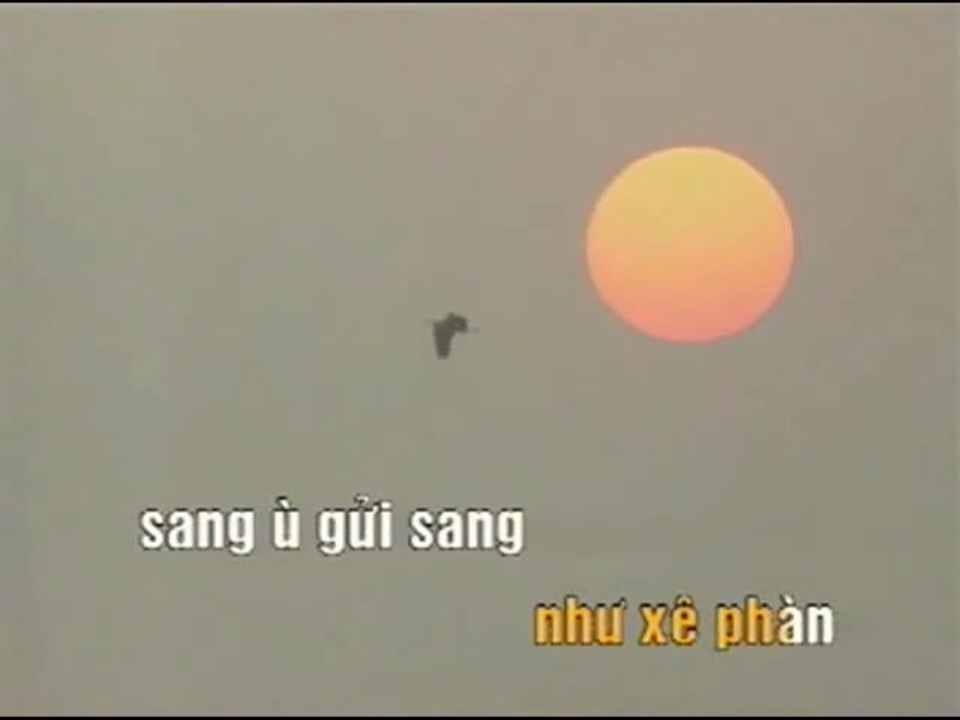 sang ù gửi sang
như xê phàn